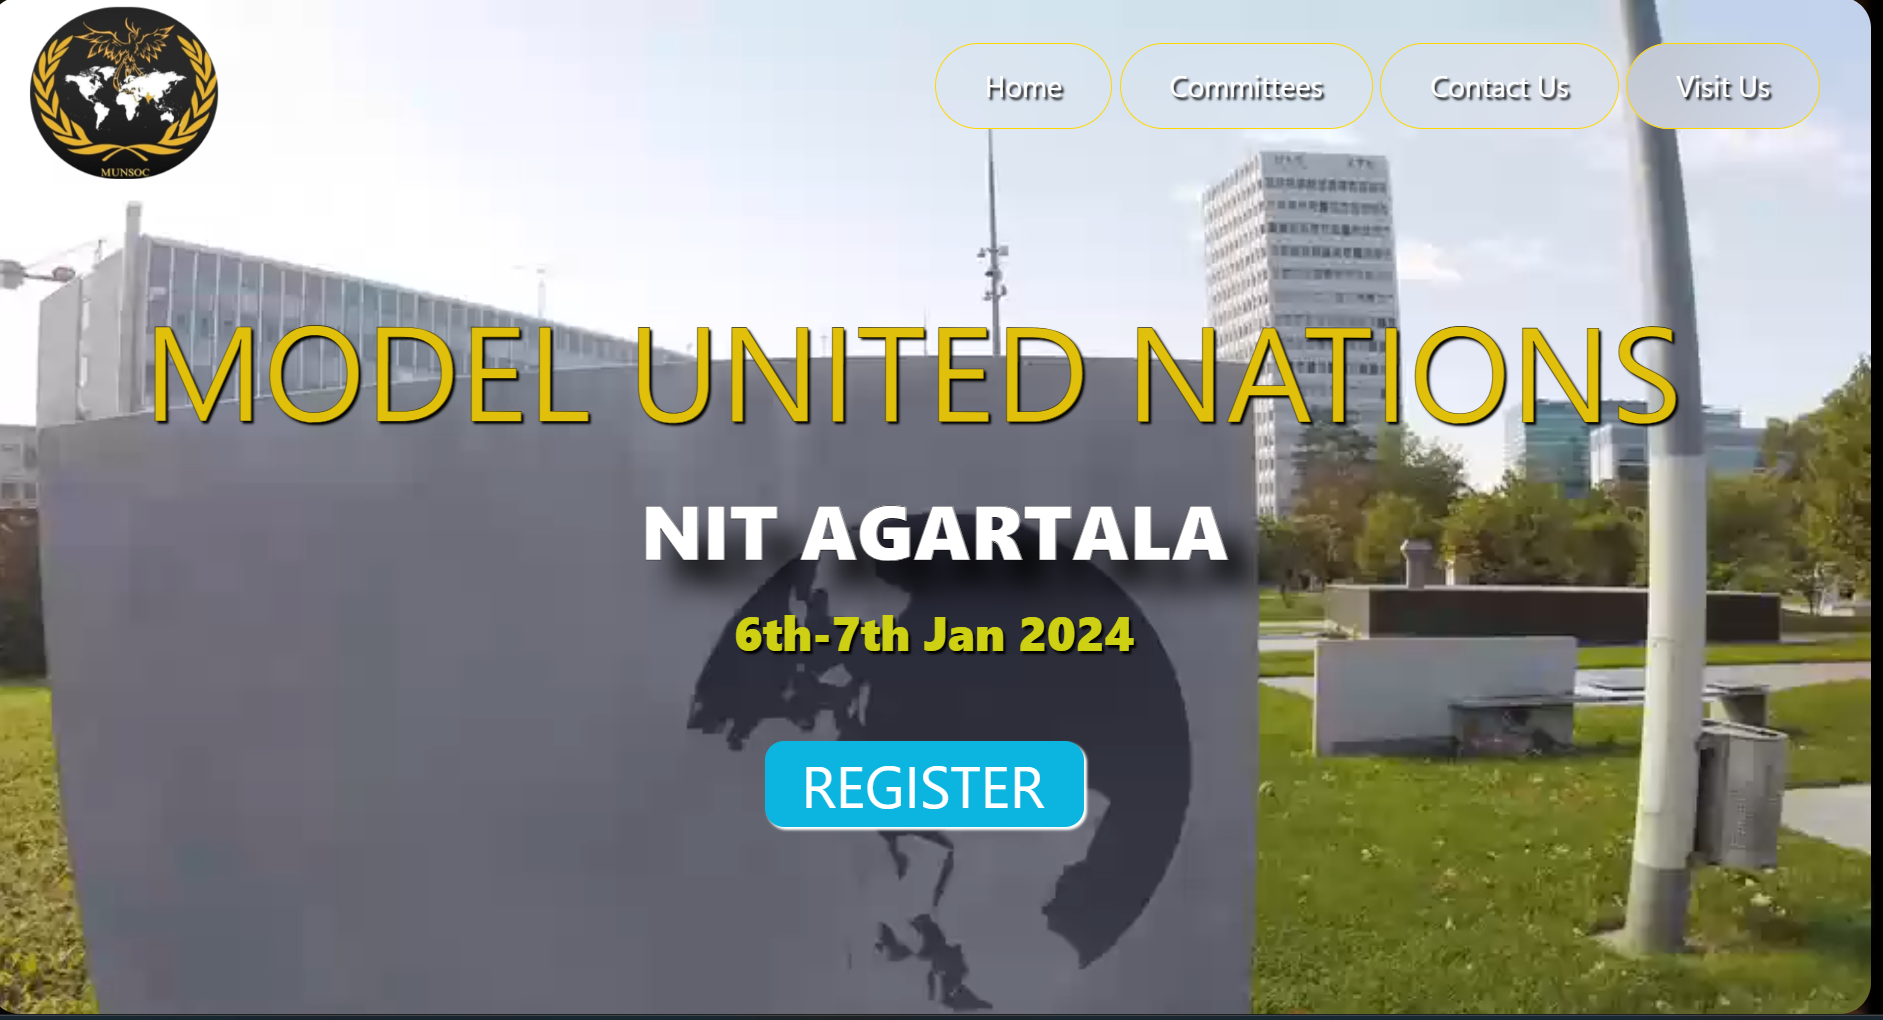 MUNSOC
Home
Committees
Contact Us
Visit Us
MODEL UNITED NATIONS
NIT AGARTALA
6th-7th Jan 2024
REGISTER